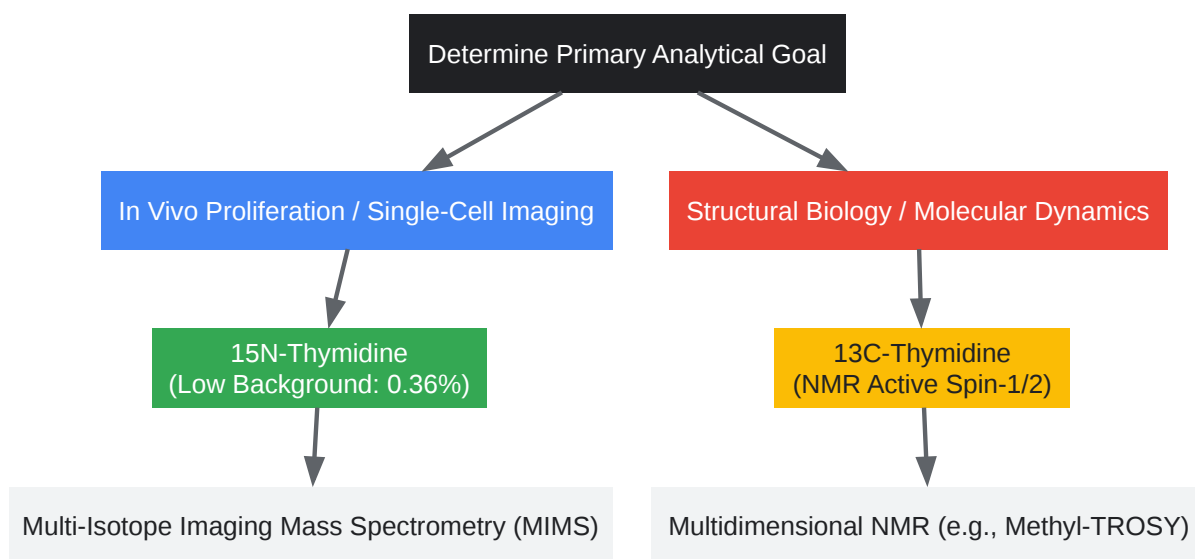 Determine Primary Analytical Goal
In Vivo Proliferation / Single-Cell Imaging
Structural Biology / Molecular Dynamics
15N-Thymidine
(Low Background: 0.36%)
13C-Thymidine
(NMR Active Spin-1/2)
Multi-Isotope Imaging Mass Spectrometry (MIMS)
Multidimensional NMR (e.g., Methyl-TROSY)